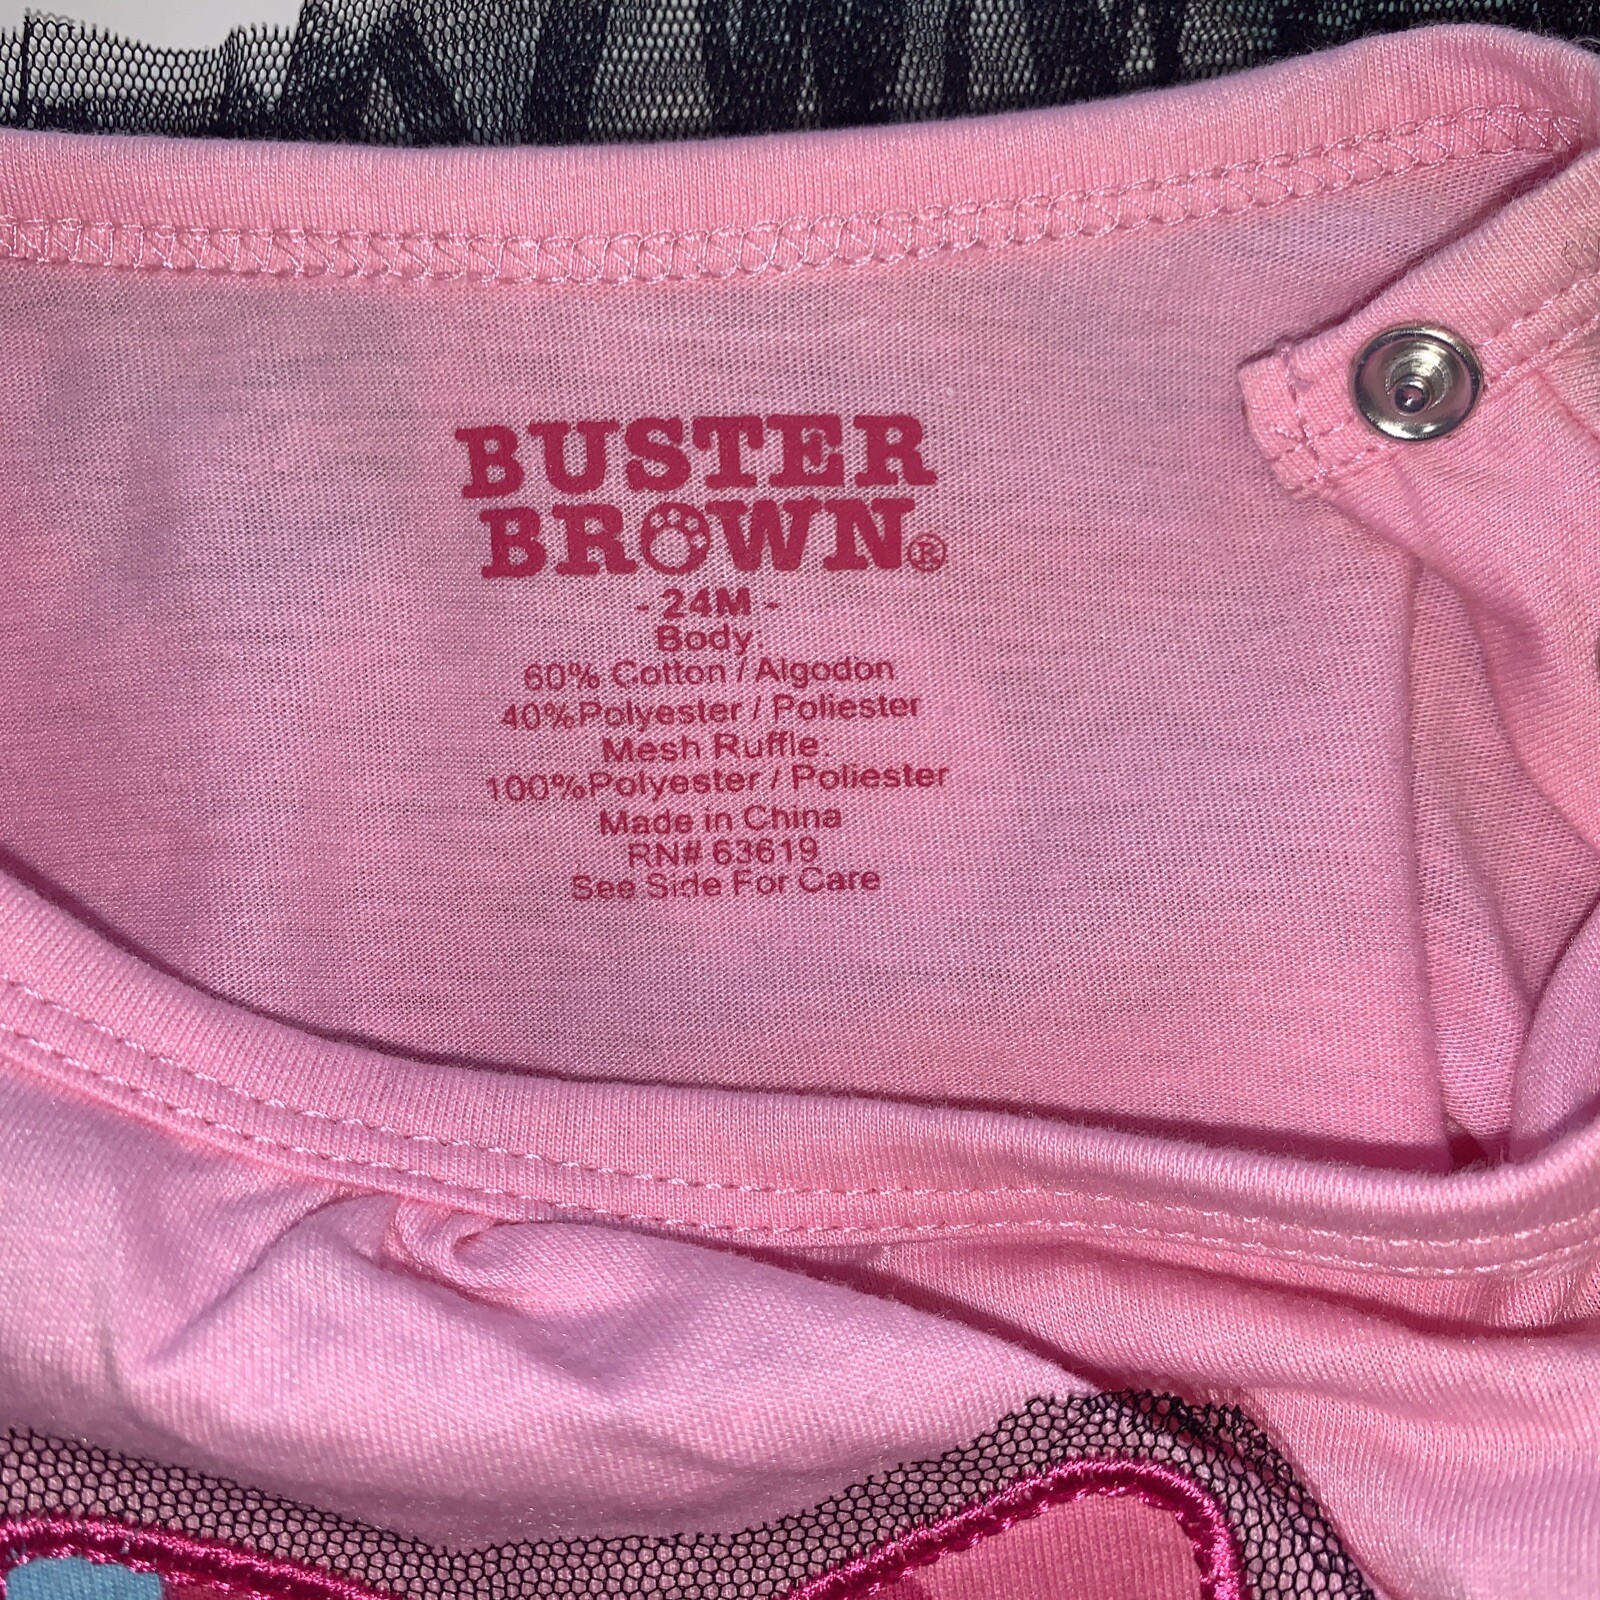 BUSTER
BROWN®
- 24M -
Body:
60% Cotton / Algodon
40%Polyester / Poliester
Mesh Ruffle:
100%Polyester / Poliester
Made in China
RN# 63619
See Side For Care